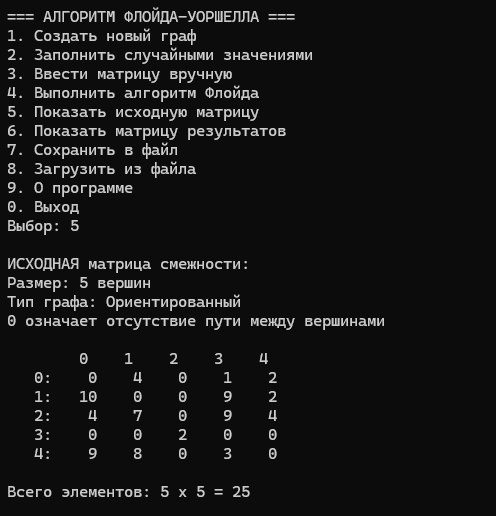 === АЛГОРИТМ ФЛОЙДА-УОРШЕЛЛА ===
1. Создать новый граф
2. Заполнить случайными значениями
3. Ввести матрицу вручную
4. Выполнить алгоритм Флойда
5. Показать исходную матрицу
6. Показать матрицу результатов
7. Сохранить в файл
8. Загрузить из файла
9. О программе
0. Выход
Выбор: 5

ИСХОДНАЯ матрица смежности:
Размер: 5 вершин
Тип графа: Ориентированный
0 означает отсутствие пути между вершинами

        0    1    2    3    4
   0:    0    4    0    1    2
   1:   10    0    0    9    2
   2:    4    7    0    9    4
   3:    0    0    2    0    0
   4:    9    8    0    3    0

Всего элементов: 5 x 5 = 25